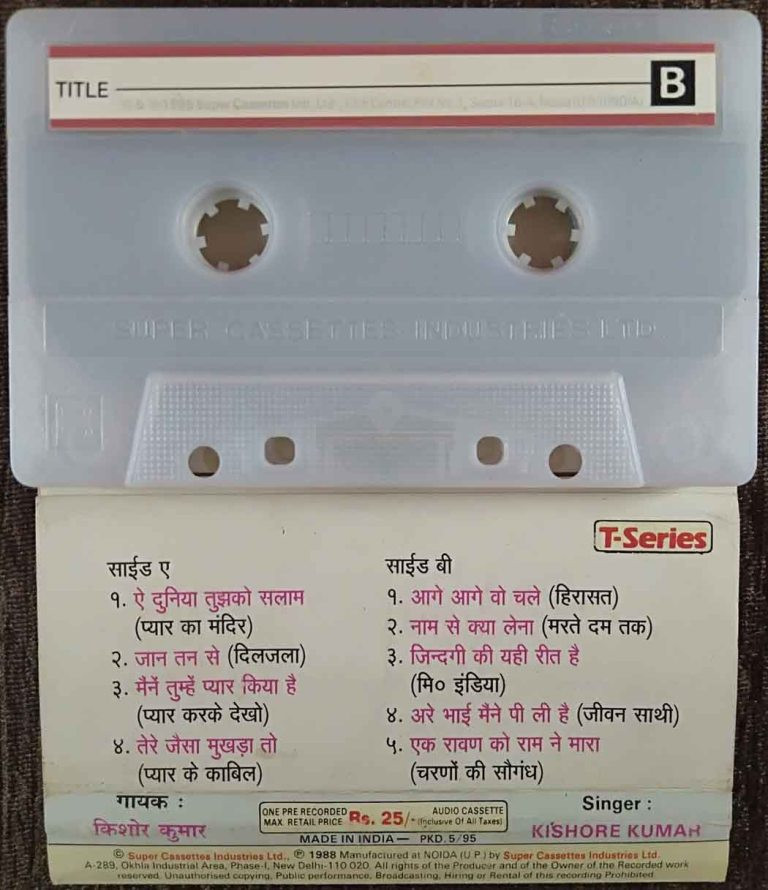 TITLE
B
SUPER CASSETTES INDUSTRIES LTD
T-Series
साईड ए
१. ऐ दुनिया तुझको सलाम
(प्यार का मंदिर)
२. जान तन से (दिलजला)
३. मैनें तुम्हें प्यार किया है
(प्यार करके देखो)
४. तेरे जैसा मुखड़ा तो
(प्यार के काबिल)
साईड बी
१. आगे आगे वो चले (हिरासत)
२. नाम से क्या लेना (मरते दम तक)
३. जिन्दगी की यही रीत है
(मि० इंडिया)
४. अरे भाई मैने पी ली है (जीवन साथी)
५. एक रावण को राम ने मारा
(चरणों की सौगंध)
गायक :
किशोर कुमार
ONE PRE RECORDED AUDIO CASSETTE
MAX. RETAIL PRICE Rs. 25/- (Inclusive Of All Taxes)
MADE IN INDIA — PKD. 5/95
Singer :
KISHORE KUMAR
© Super Cassettes Industries Ltd., ℗ 1988 Manufactured at NOIDA (U.P.) by Super Cassettes Industries Ltd.
A-289, Okhla Industrial Area, Phase-I, New Delhi-110 020. All rights of the Producer and of the Owner of the Recorded work
reserved. Unauthorised copying, Public performance, Broadcasting, Hiring or Rental of this recording Prohibited.